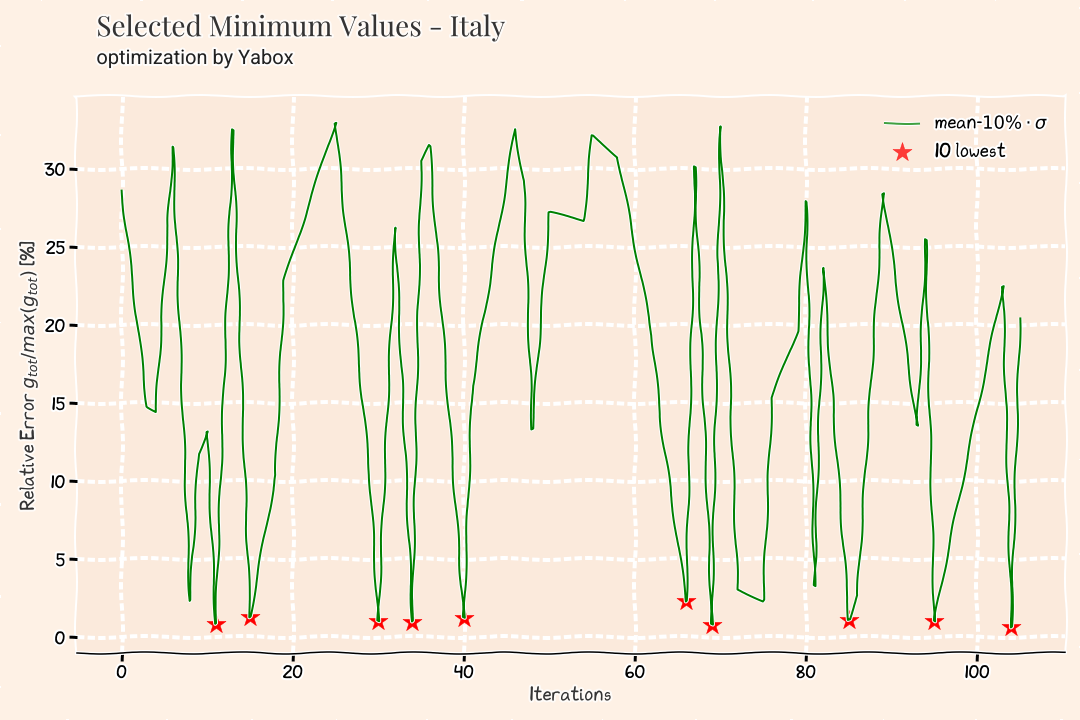 Selected Minimum Values - Italy
optimization by Yabox
mean-10% · σ
10 lowest
Relative Error g_tot/max(g_tot) [%]
30
25
20
15
10
5
0
0 20 40 60 80 100
Iterations